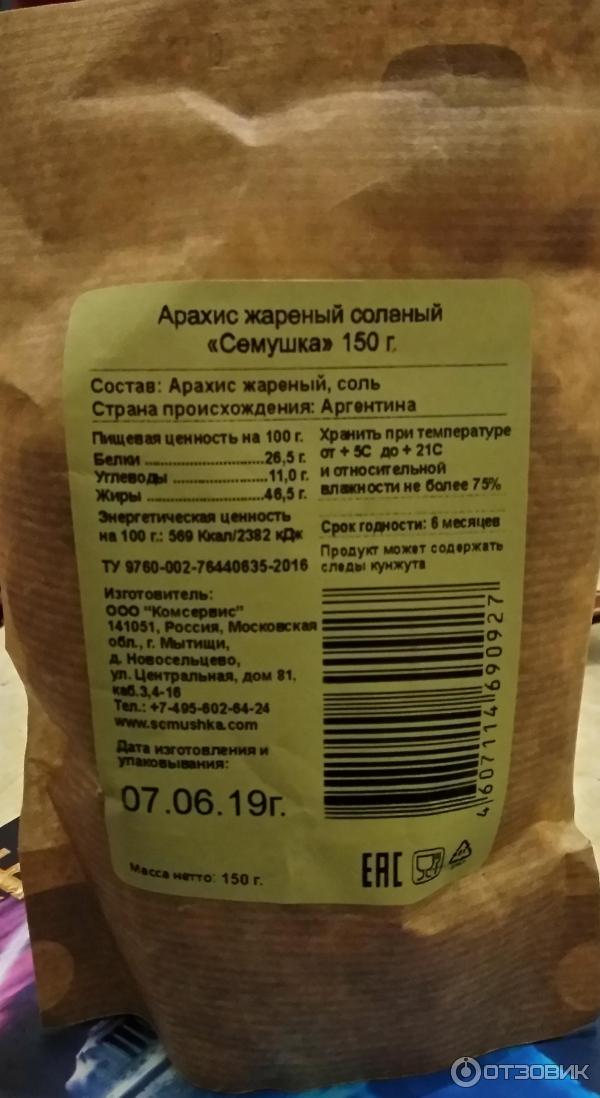 Арахис жареный соленый
«Семушка» 150 г.
Состав: Арахис жареный, соль
Страна происхождения: Аргентина
Пищевая ценность на 100 г.
Белки ..................26,5 г.
Углеводы ................11,0 г.
Жиры ....................46,5 г.
Энергетическая ценность
на 100 г.: 569 Ккал/2382 кДж
ТУ 9760-002-76440635-2016
Хранить при температуре
от + 5С до + 21С
и относительной
влажности не более 75%
Срок годности: 6 месяцев
Продукт может содержать
следы кунжута
Изготовитель:
ООО "Комсервис"
141051, Россия, Московская
обл., г. Мытищи,
д. Новосельцево,
ул. Центральная, дом 81,
каб.3,4-16
Тел.: +7-495-602-64-24
www.semushka.com
Дата изготовления и
упаковывания:
07.06.19г.
4607114690927
Масса нетто: 150 г.
EAC
ОТЗОВИК